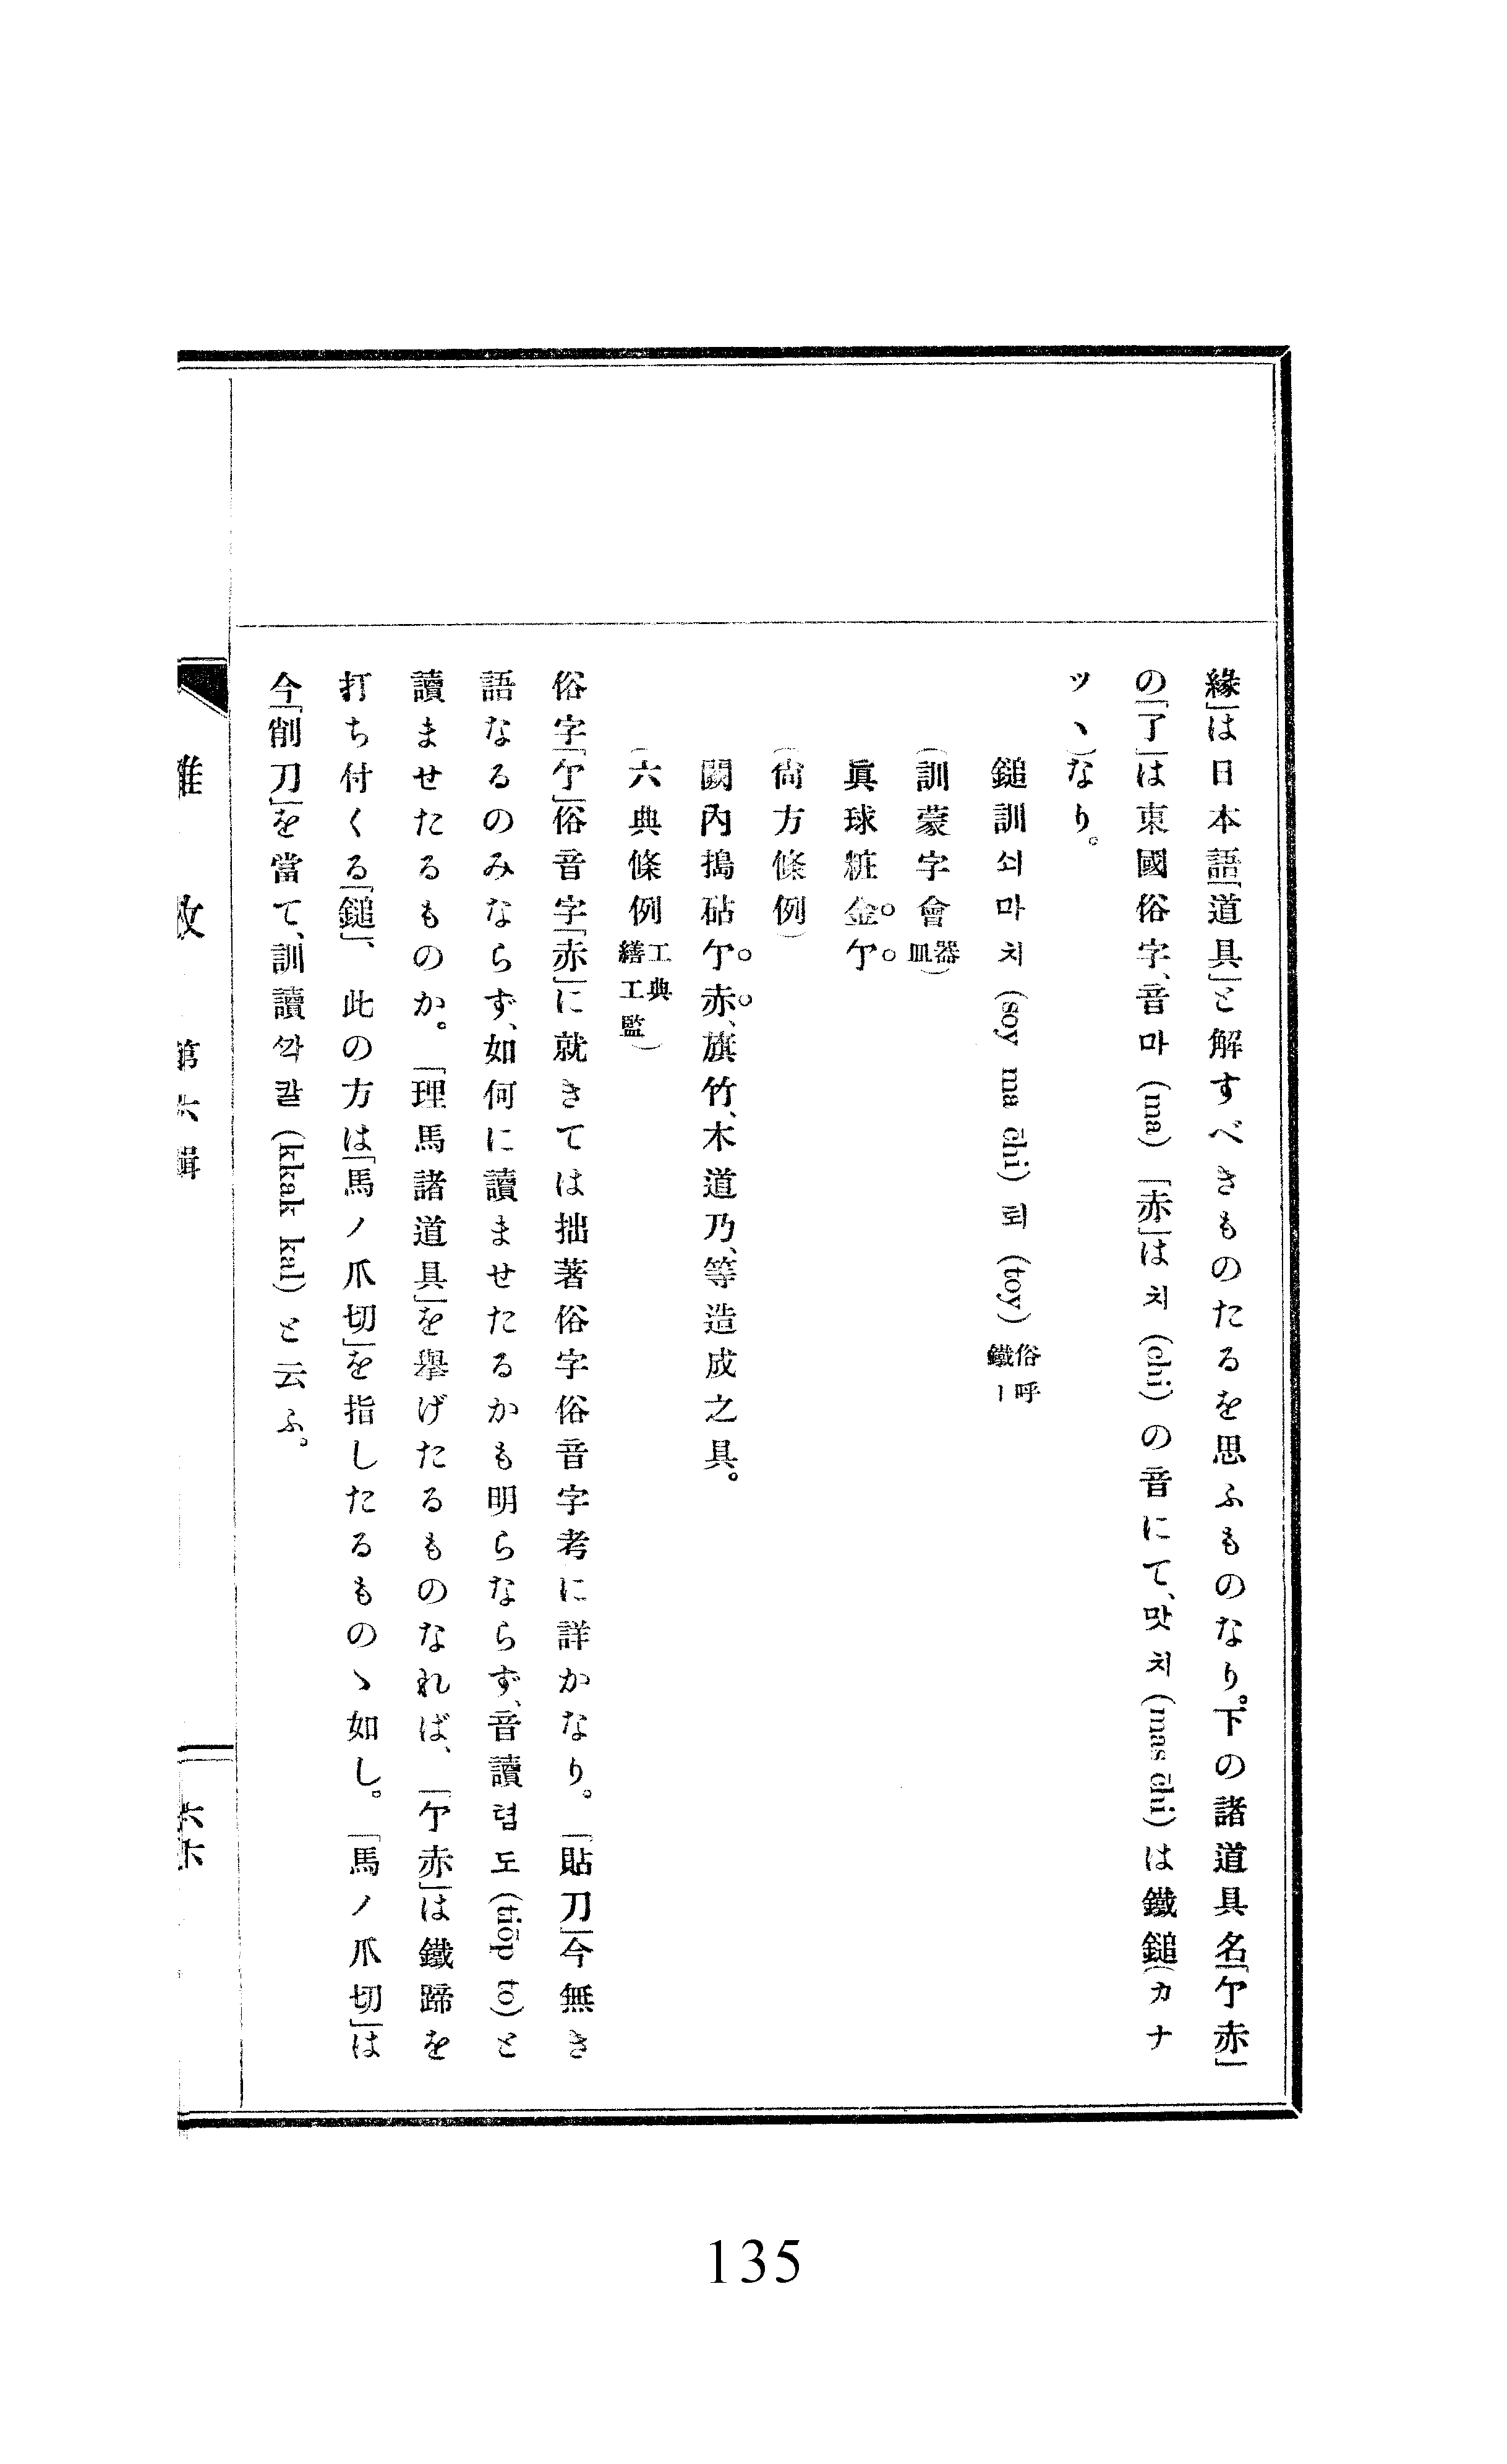 緣」は日本語「道具」と解すべきものたるを思ふものなり。下の諸道具名「亇赤」
の「亇」は東國俗字、音마 (ma) 「赤」は치 (chi) の音にて、맛치 (mas chi) は鐵鎚(カナ
ツヽ)なり。
鎚訓쇠마치 (soy ma chi) 퇴 (toy) 俗呼鐵ー
(訓蒙字會器皿)
眞球粧金亇
(尙方條例)
闕內搗砧亇赤、旗竹、木道乃、等造成之具。
(六典條例工典繕工監)
俗字「亇」俗音字「赤」に就きては拙著俗字俗音字考に詳かなり。「貼刀」今無き
語なるのみならず、如何に讀ませたるかも明らならず、音讀텹도 (tiōp to) と
讀ませたるものか。「理馬諸道具」を擧げたるものなれば、「亇赤」は鐵蹄を
打ち付くる「鎚」、此の方は「馬ノ爪切」を指したるものヽ如し。「馬ノ爪切」は
今「削刀」を當て、訓讀깍칼 (kkak kal) と云ふ。
雜攷 第六輯
六六
135